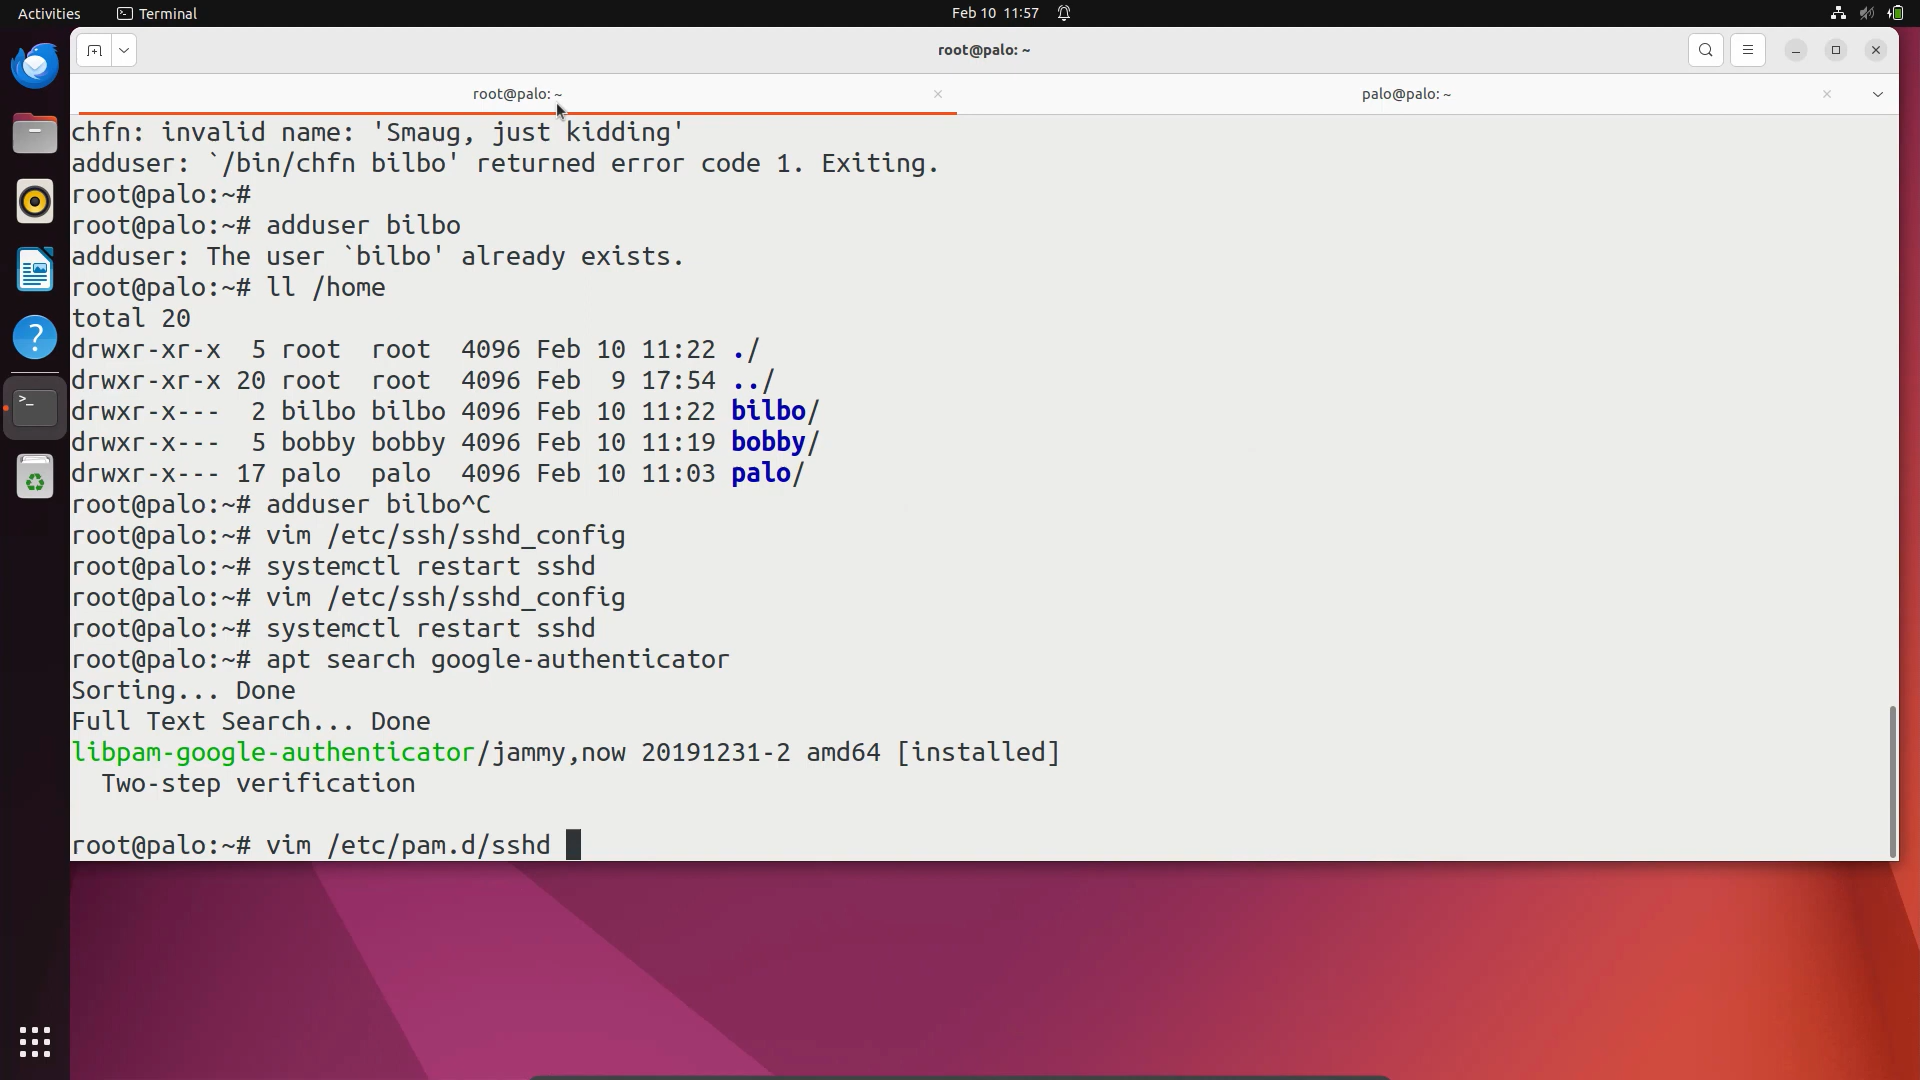 Activities
Terminal
Feb 10 11:57
root@palo: ~
root@palo: ~
palo@palo: ~
chfn: invalid name: 'Smaug, just kidding'
adduser: `/bin/chfn bilbo' returned error code 1. Exiting.
root@palo:~#
root@palo:~# adduser bilbo
adduser: The user `bilbo' already exists.
root@palo:~# ll /home
total 20
drwxr-xr-x  5 root  root  4096 Feb 10 11:22 ./
drwxr-xr-x 20 root  root  4096 Feb  9 17:54 ../
drwxr-x---  2 bilbo bilbo 4096 Feb 10 11:22 bilbo/
drwxr-x---  5 bobby bobby 4096 Feb 10 11:19 bobby/
drwxr-x--- 17 palo  palo  4096 Feb 10 11:03 palo/
root@palo:~# adduser bilbo^C
root@palo:~# vim /etc/ssh/sshd_config
root@palo:~# systemctl restart sshd
root@palo:~# vim /etc/ssh/sshd_config
root@palo:~# systemctl restart sshd
root@palo:~# apt search google-authenticator
Sorting... Done
Full Text Search... Done
libpam-google-authenticator/jammy,now 20191231-2 amd64 [installed]
  Two-step verification
root@palo:~# vim /etc/pam.d/sshd